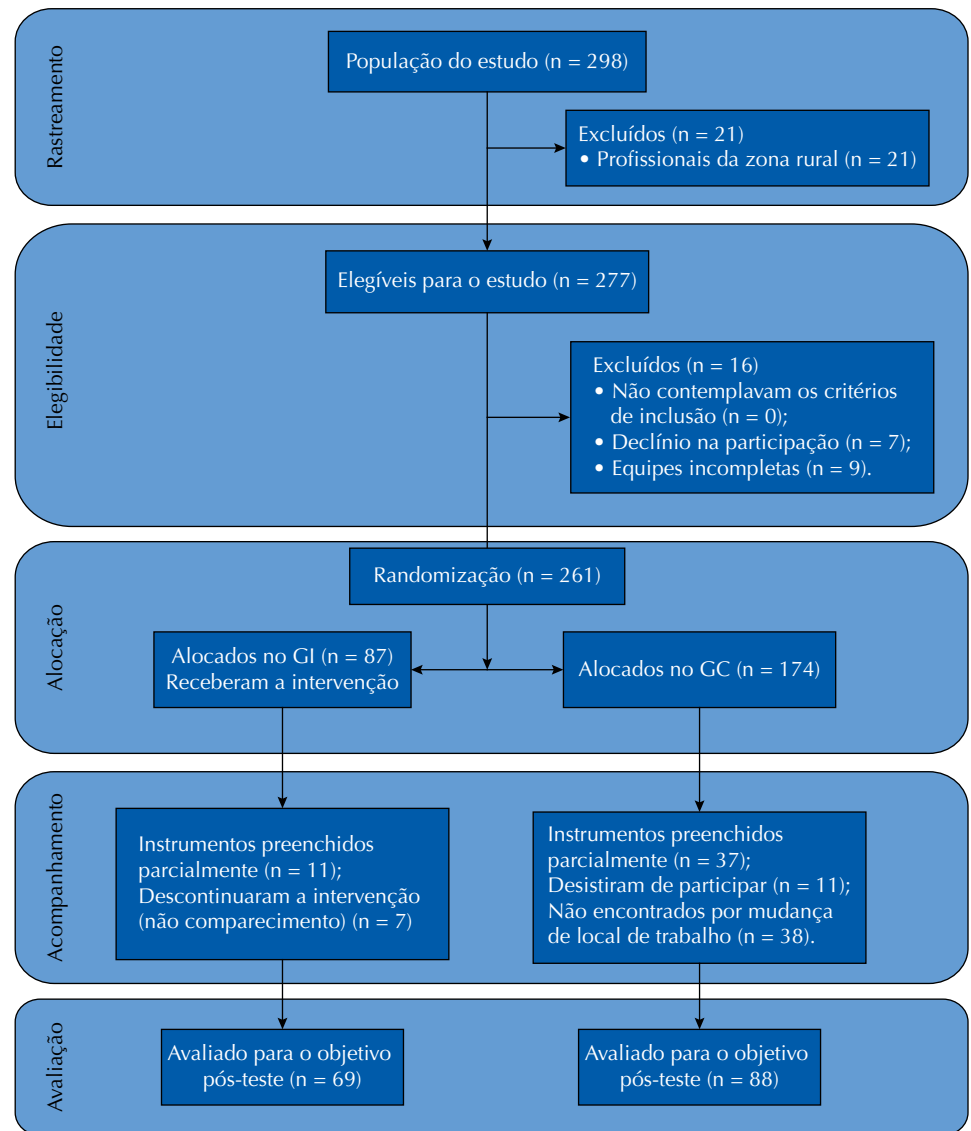 Rastreamento
População do estudo (n = 298)
Excluídos (n = 21)
• Profissionais da zona rural (n = 21)
Elegibilidade
Elegíveis para o estudo (n = 277)
Excluídos (n = 16)
• Não contemplavam os critérios
de inclusão (n = 0);
• Declínio na participação (n = 7);
• Equipes incompletas (n = 9).
Alocação
Randomização (n = 261)
Alocados no GI (n = 87)
Receberam a intervenção
Alocados no GC (n = 174)
Acompanhamento
Instrumentos preenchidos
parcialmente (n = 11);
Descontinuaram a intervenção
(não comparecimento) (n = 7)
Instrumentos preenchidos
parcialmente (n = 37);
Desistiram de participar (n = 11);
Não encontrados por mudança
de local de trabalho (n = 38).
Avaliação
Avaliado para o objetivo
pós-teste (n = 69)
Avaliado para o objetivo
pós-teste (n = 88)